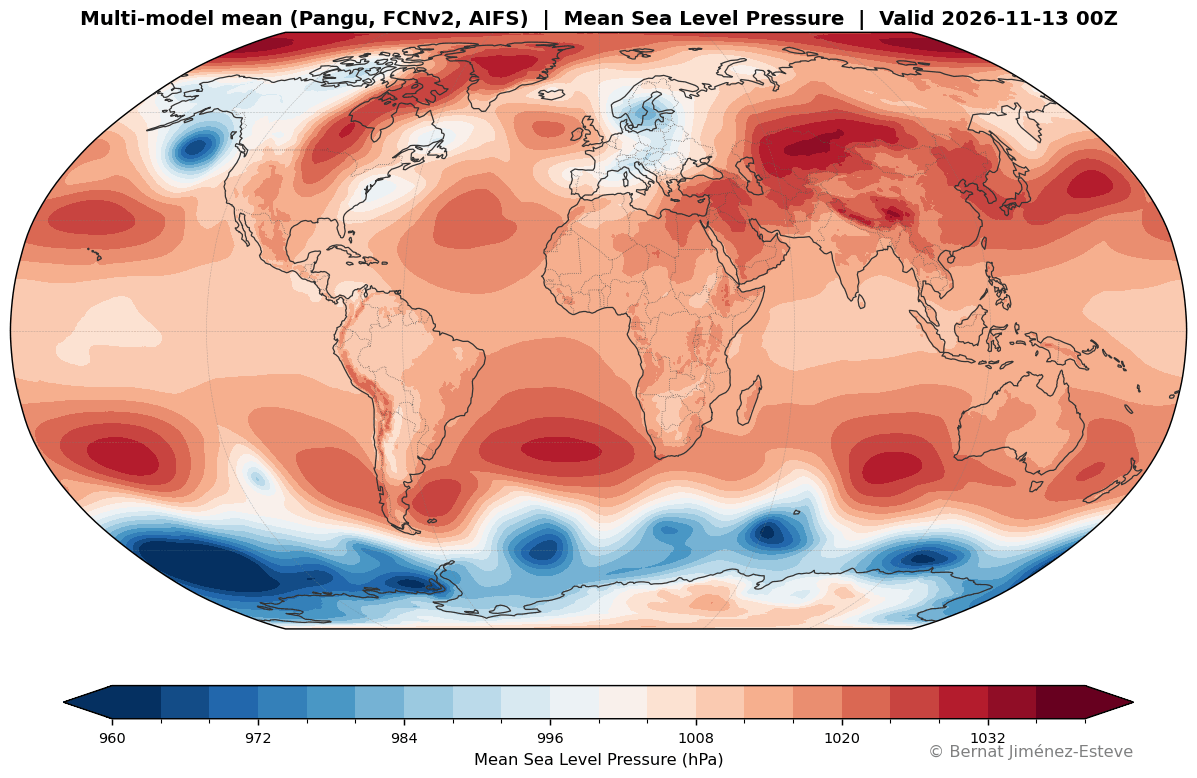 Multi-model mean (Pangu, FCNv2, AIFS)  |  Mean Sea Level Pressure  |  Valid 2026-11-13 00Z
960 972 984 996 1008 1020 1032
Mean Sea Level Pressure (hPa)
© Bernat Jiménez-Esteve